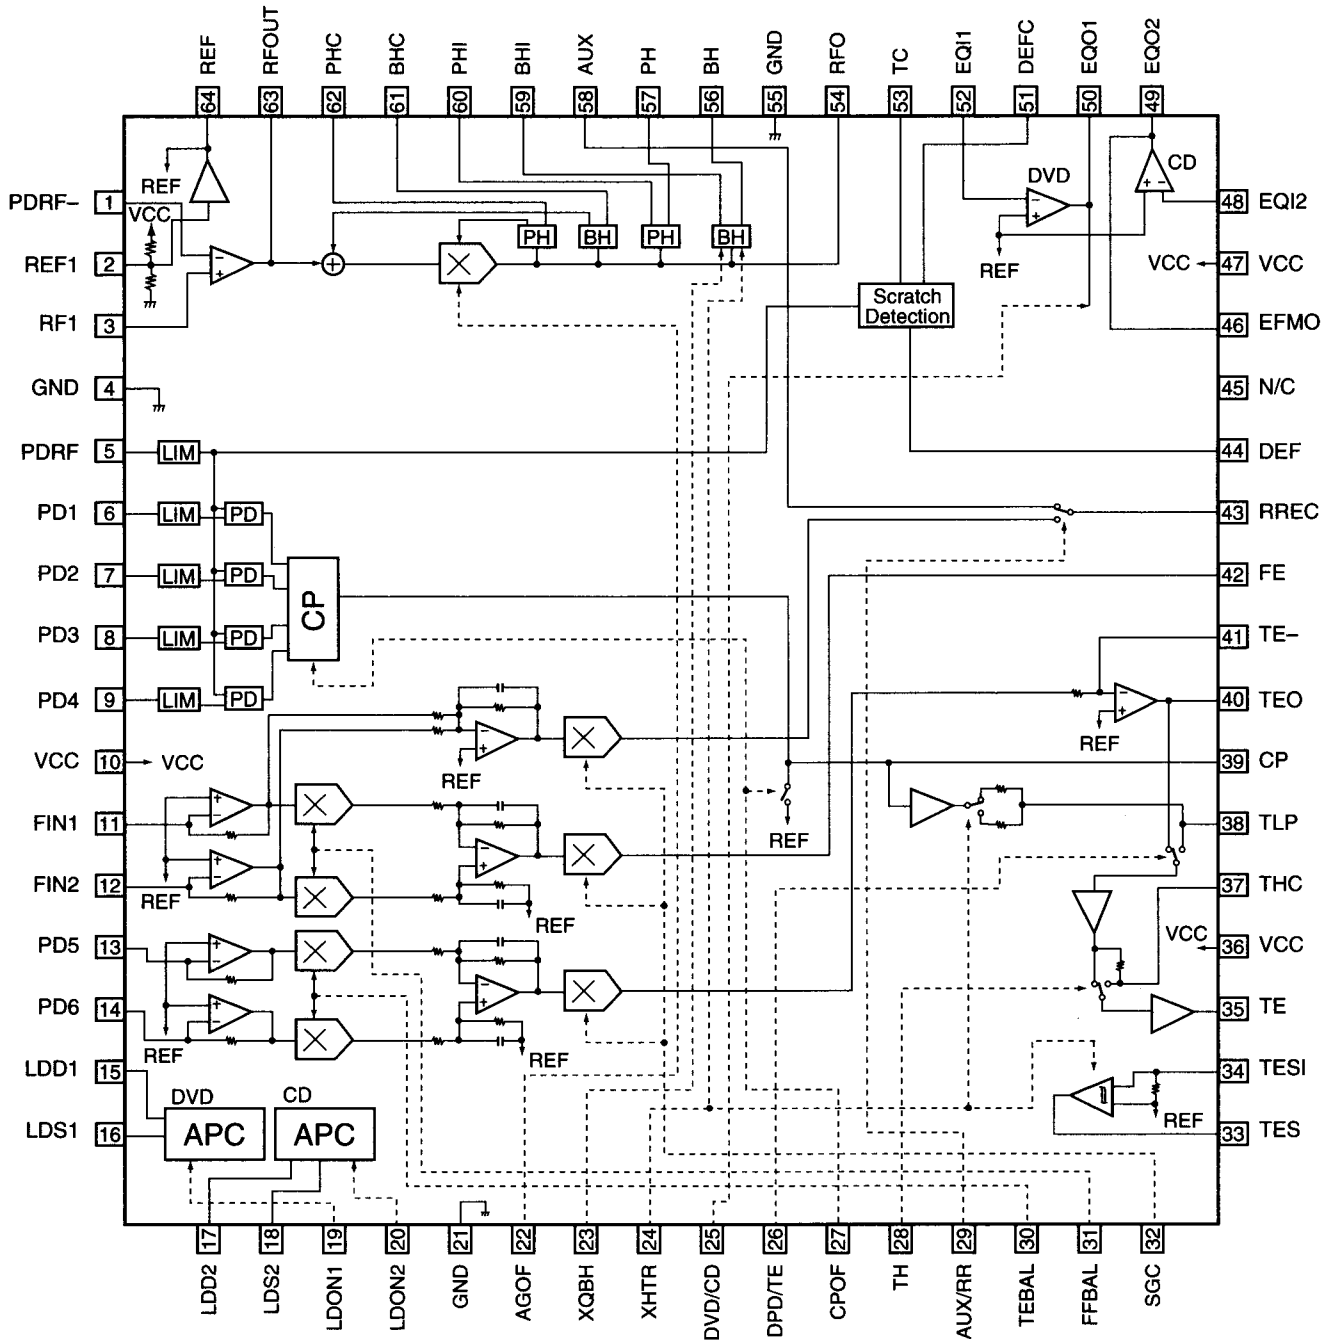 REF
RFOUT
PHC
BHC
PHI
BHI
AUX
PH
BH
GND
RFO
TC
EQI1
DEFC
EQO1
EQO2
64
63
62
61
60
59
58
57
56
55
54
53
52
51
50
49
PDRF− 1
REF1 2
RF1 3
GND 4
PDRF 5
PD1 6
PD2 7
PD3 8
PD4 9
VCC 10
FIN1 11
FIN2 12
PD5 13
PD6 14
LDD1 15
LDS1 16
REF
VCC
−
+
+
PH
BH
PH
BH
DVD
−
+
REF
CD
+ −
VCC
Scratch
Detection
LIM
LIM PD
LIM PD
LIM PD
LIM PD
CP
VCC
+
−
+
−
REF
−
+
REF
−
+
REF
+
−
+
−
REF
−
+
REF
−
+
REF
REF
VCC
REF
DVD
APC
CD
APC
48 EQI2
47 VCC
46 EFMO
45 N/C
44 DEF
43 RREC
42 FE
41 TE−
40 TEO
39 CP
38 TLP
37 THC
36 VCC
35 TE
34 TESI
33 TES
17
18
19
20
21
22
23
24
25
26
27
28
29
30
31
32
LDD2
LDS2
LDON1
LDON2
GND
AGOF
XQBH
XHTR
DVD/CD
DPD/TE
CPOF
TH
AUX/RR
TEBAL
FFBAL
SGC